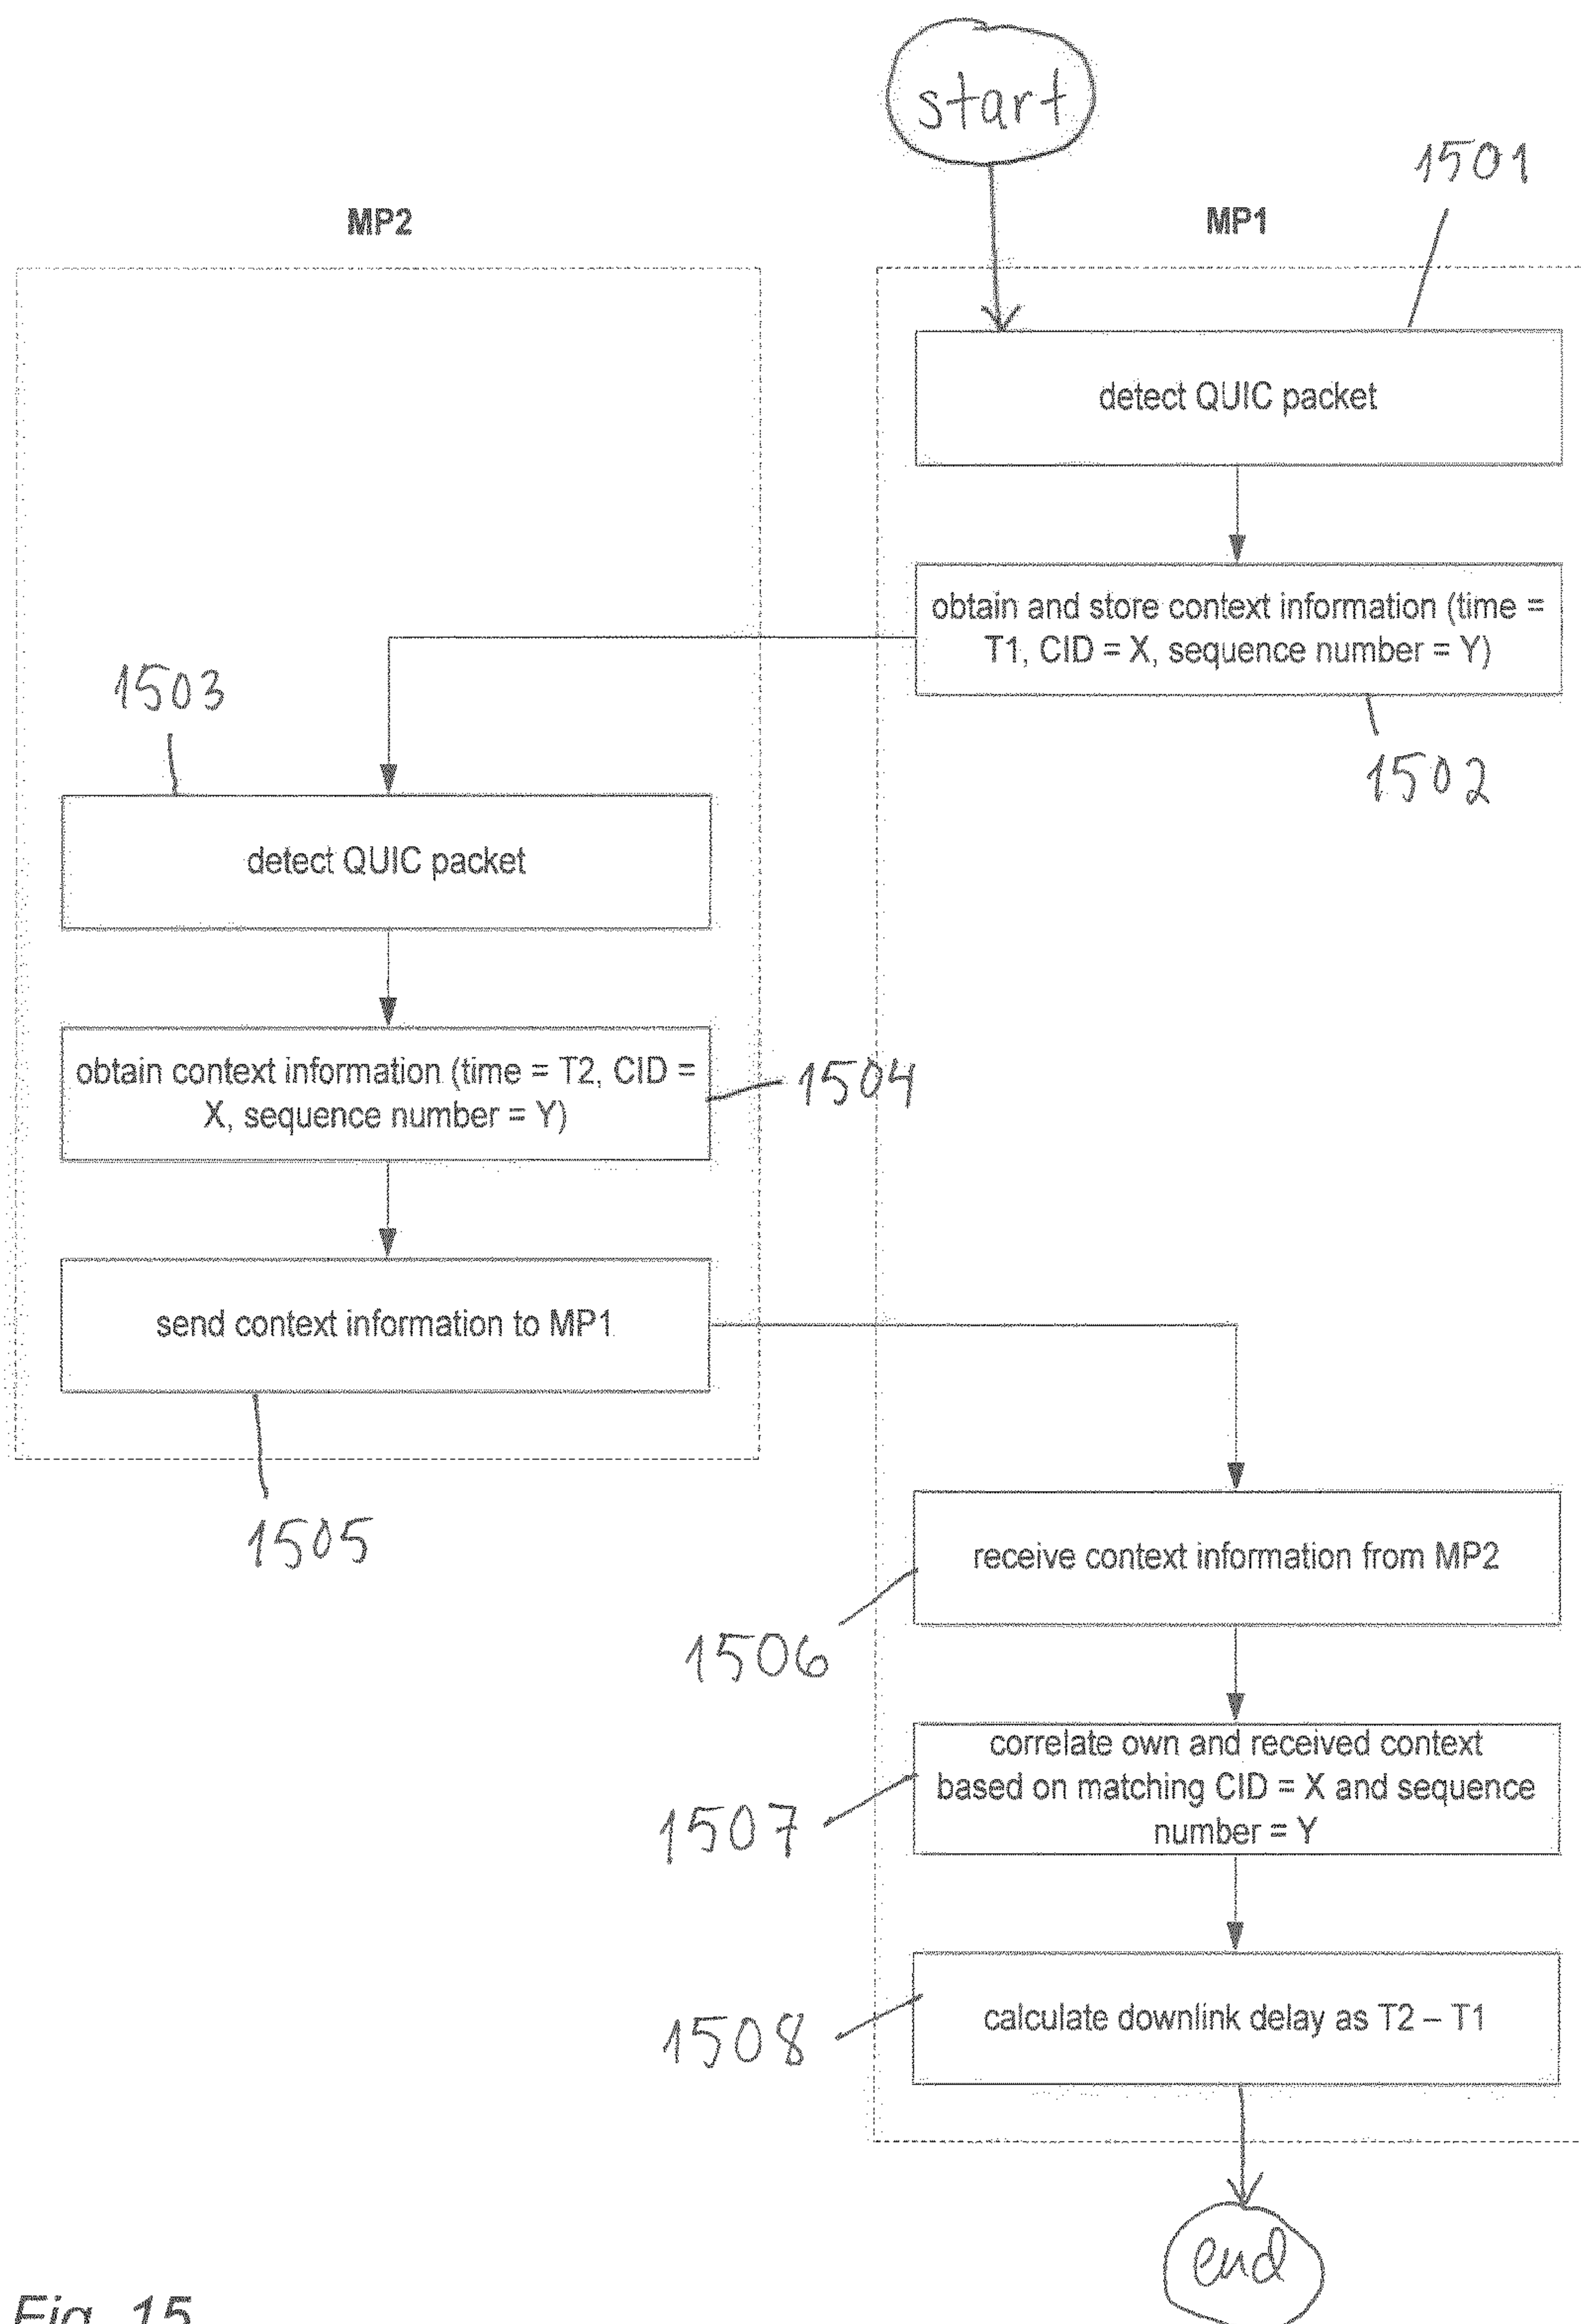 start
1501
MP2
MP1
detect QUIC packet
obtain and store context information (time =
T1, CID = X, sequence number = Y)
1503
1502
detect QUIC packet
obtain context information (time = T2, CID =
X, sequence number = Y)
1504
send context information to MP1
1505
receive context information from MP2
1506
correlate own and received context
based on matching CID = X and sequence
number = Y
1507
calculate downlink delay as T2 – T1
1508
end
Fig. 15